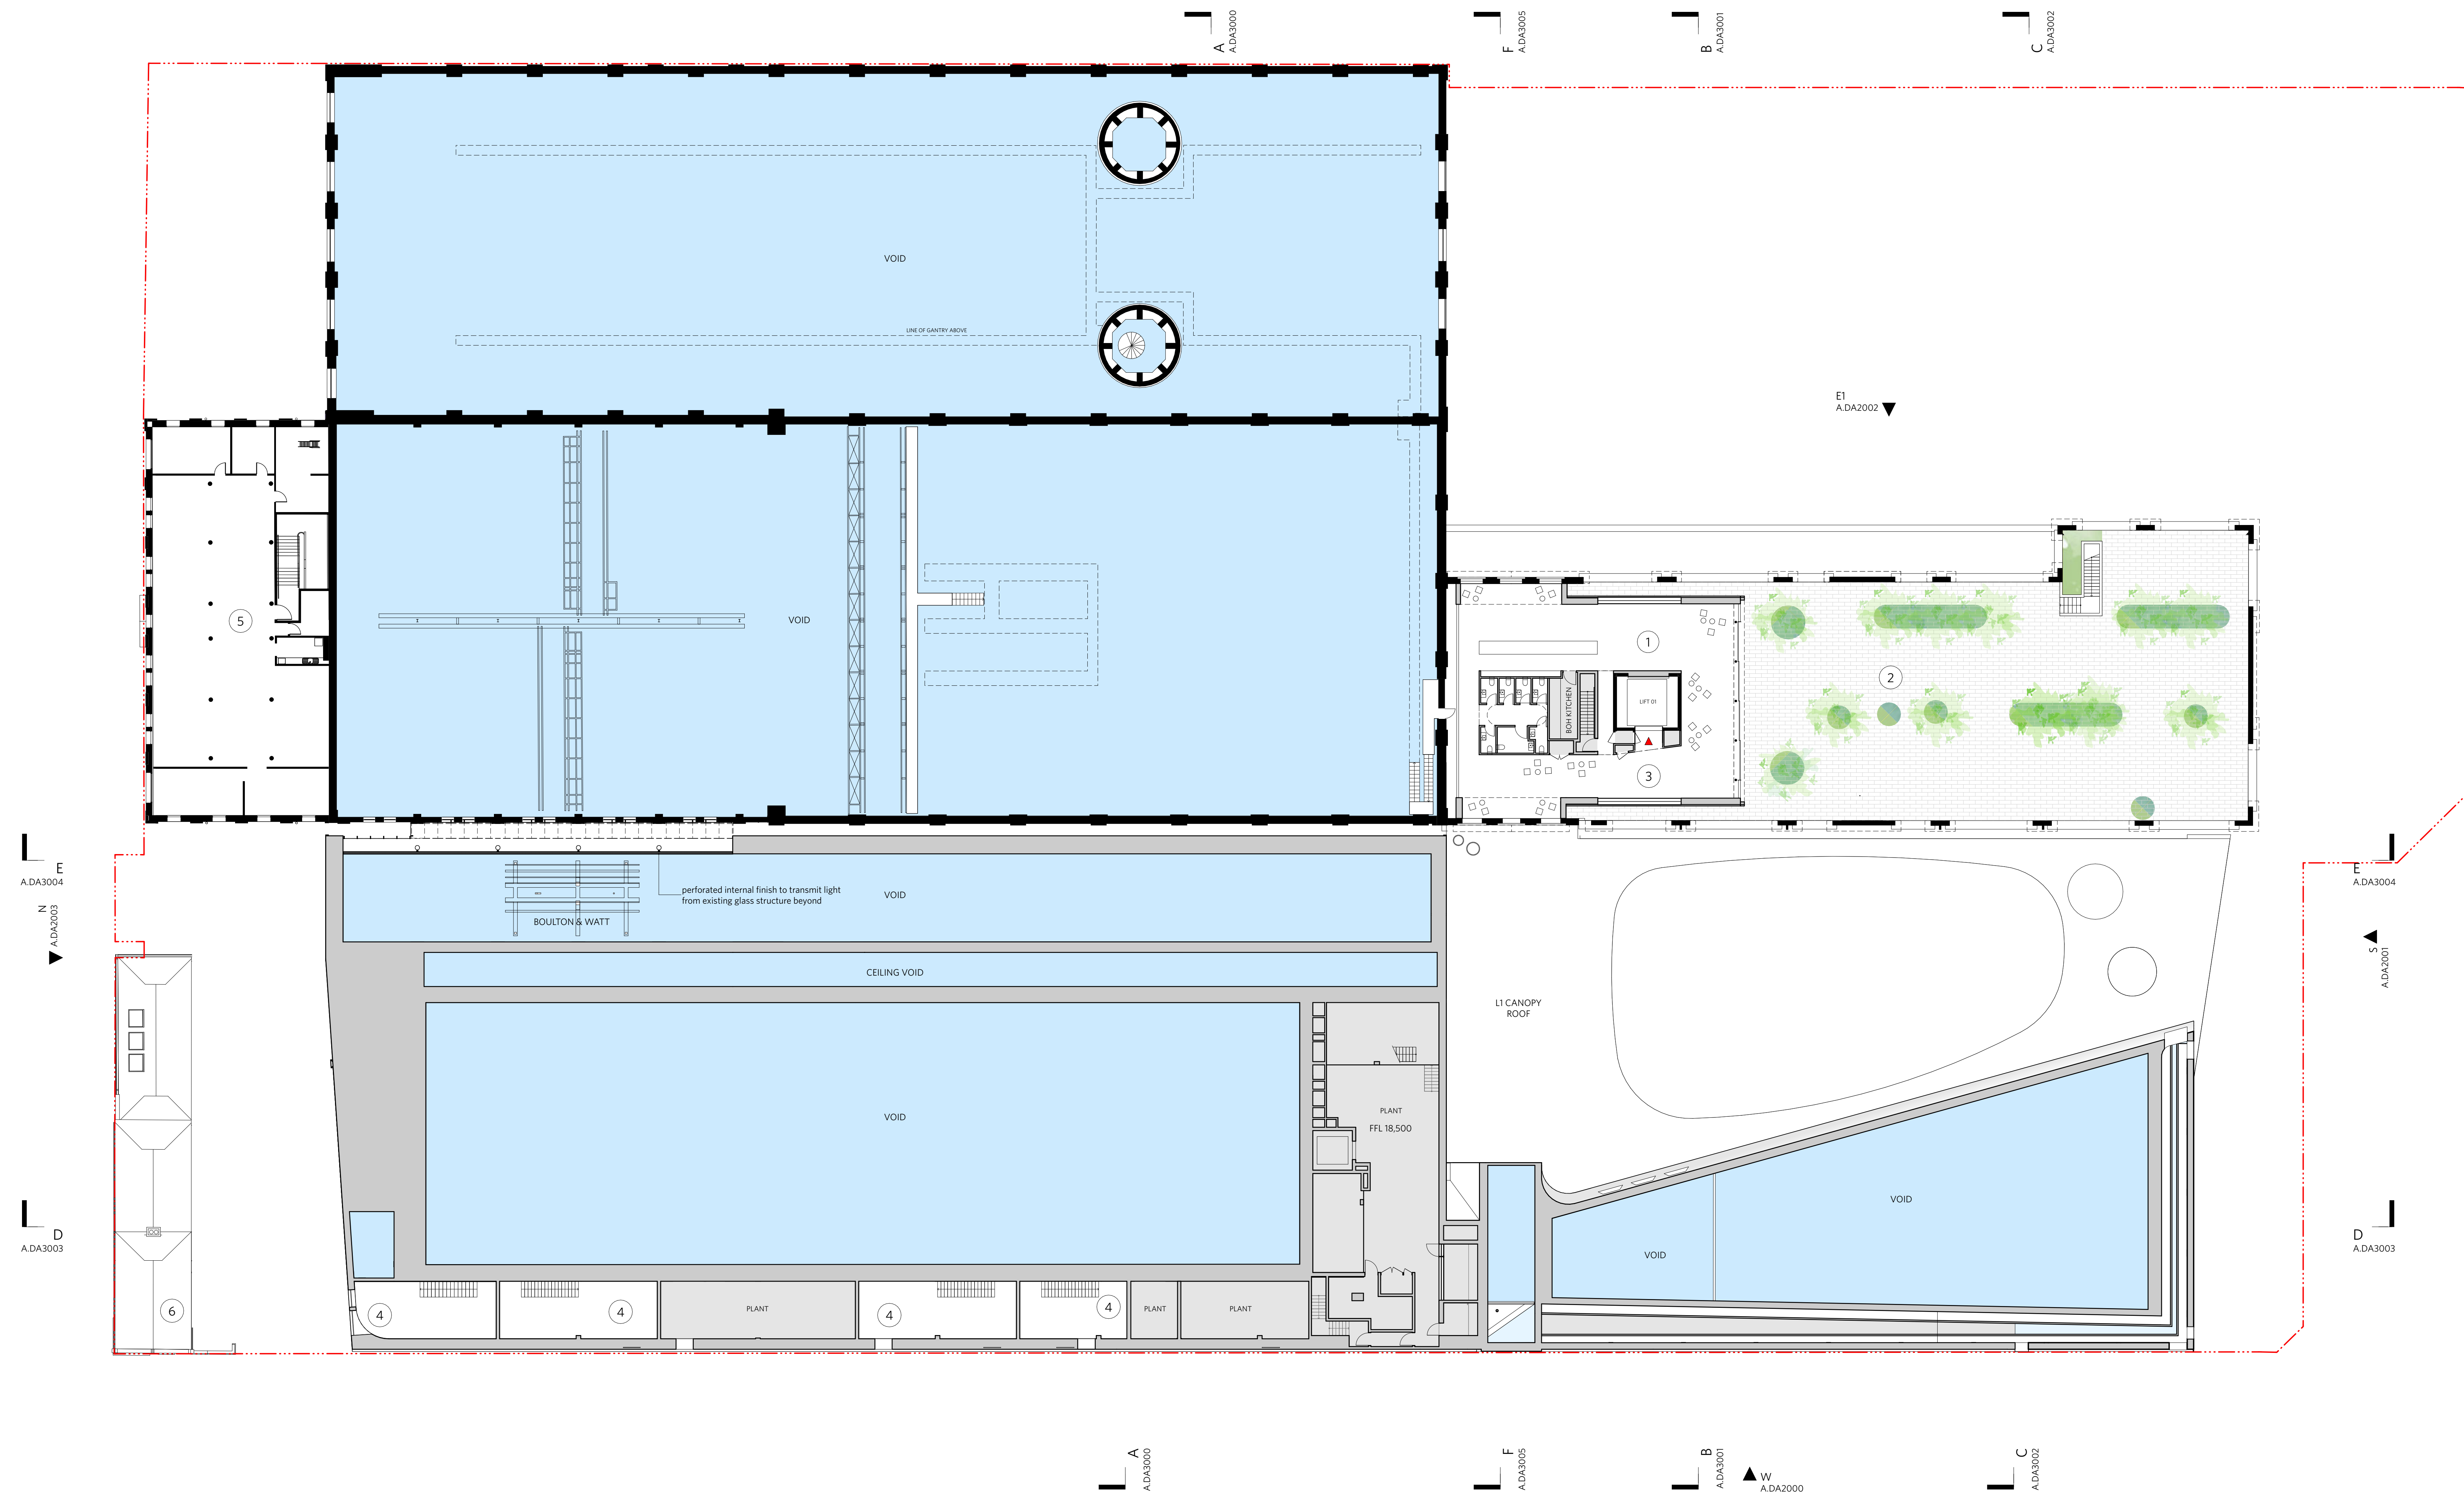 A
A.DA3000
F
A.DA3005
B
A.DA3001
C
A.DA3002
VOID
LINE OF GANTRY ABOVE
E1
A.DA2002
5
VOID
1
2
BOH KITCHEN
LIFT 01
3
E
A.DA3004
E
A.DA3004
N
A.DA2003
perforated internal finish to transmit light
from existing glass structure beyond
VOID
BOULTON & WATT
S
A.DA2001
CEILING VOID
L1 CANOPY
ROOF
VOID
PLANT
FFL 18,500
VOID
VOID
D
A.DA3003
D
A.DA3003
6
4
4
PLANT
4
4
PLANT
PLANT
A
A.DA3000
F
A.DA3005
B
A.DA3001
W
A.DA2000
C
A.DA3002